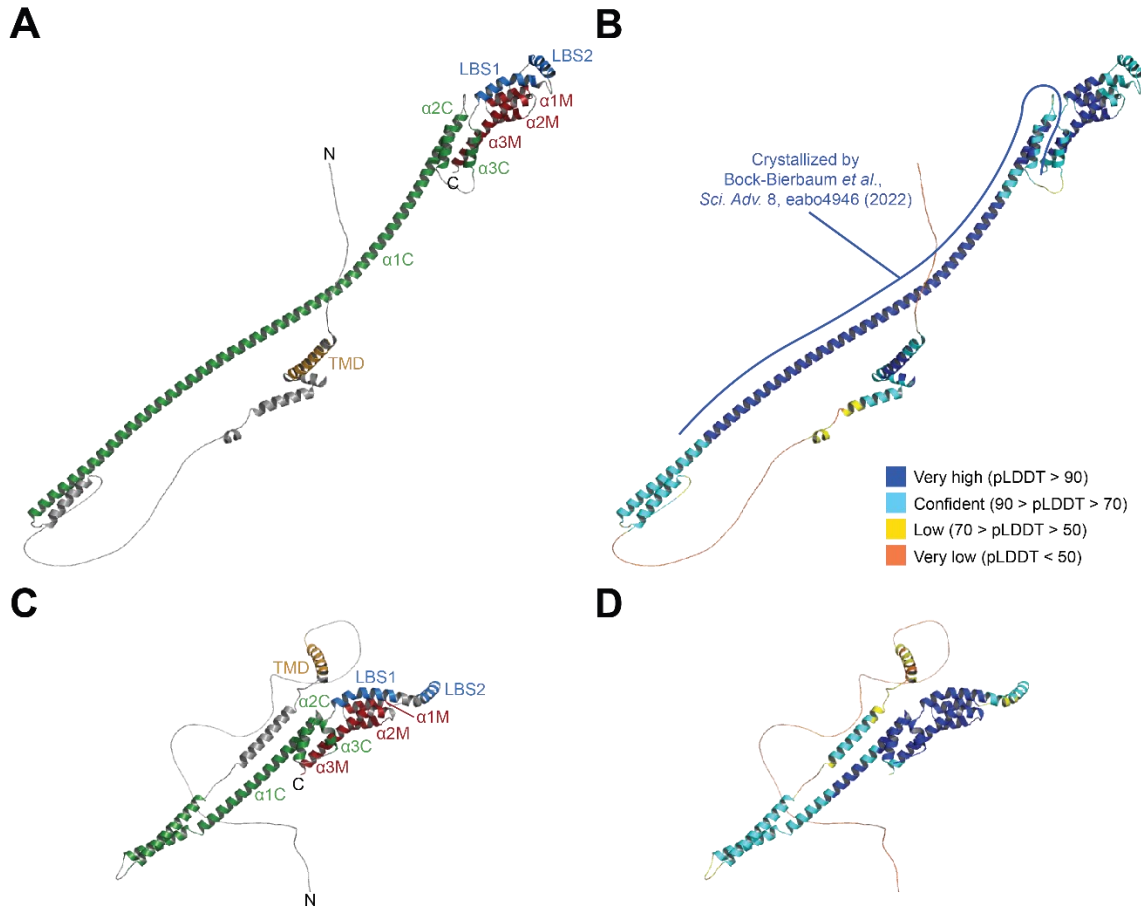 A
LBS1
LBS2
α2C
α1M
α2M
α3M
α3C
C
N
α1C
TMD
B
Crystallized by
Bock-Bierbaum et al.,
Sci. Adv. 8, eabo4946 (2022)
Very high (pLDDT > 90)
Confident (90 > pLDDT > 70)
Low (70 > pLDDT > 50)
Very low (pLDDT < 50)
C
TMD
LBS1
LBS2
α2C
α1M
α2M
α3C
α3M
C
α1C
N
D